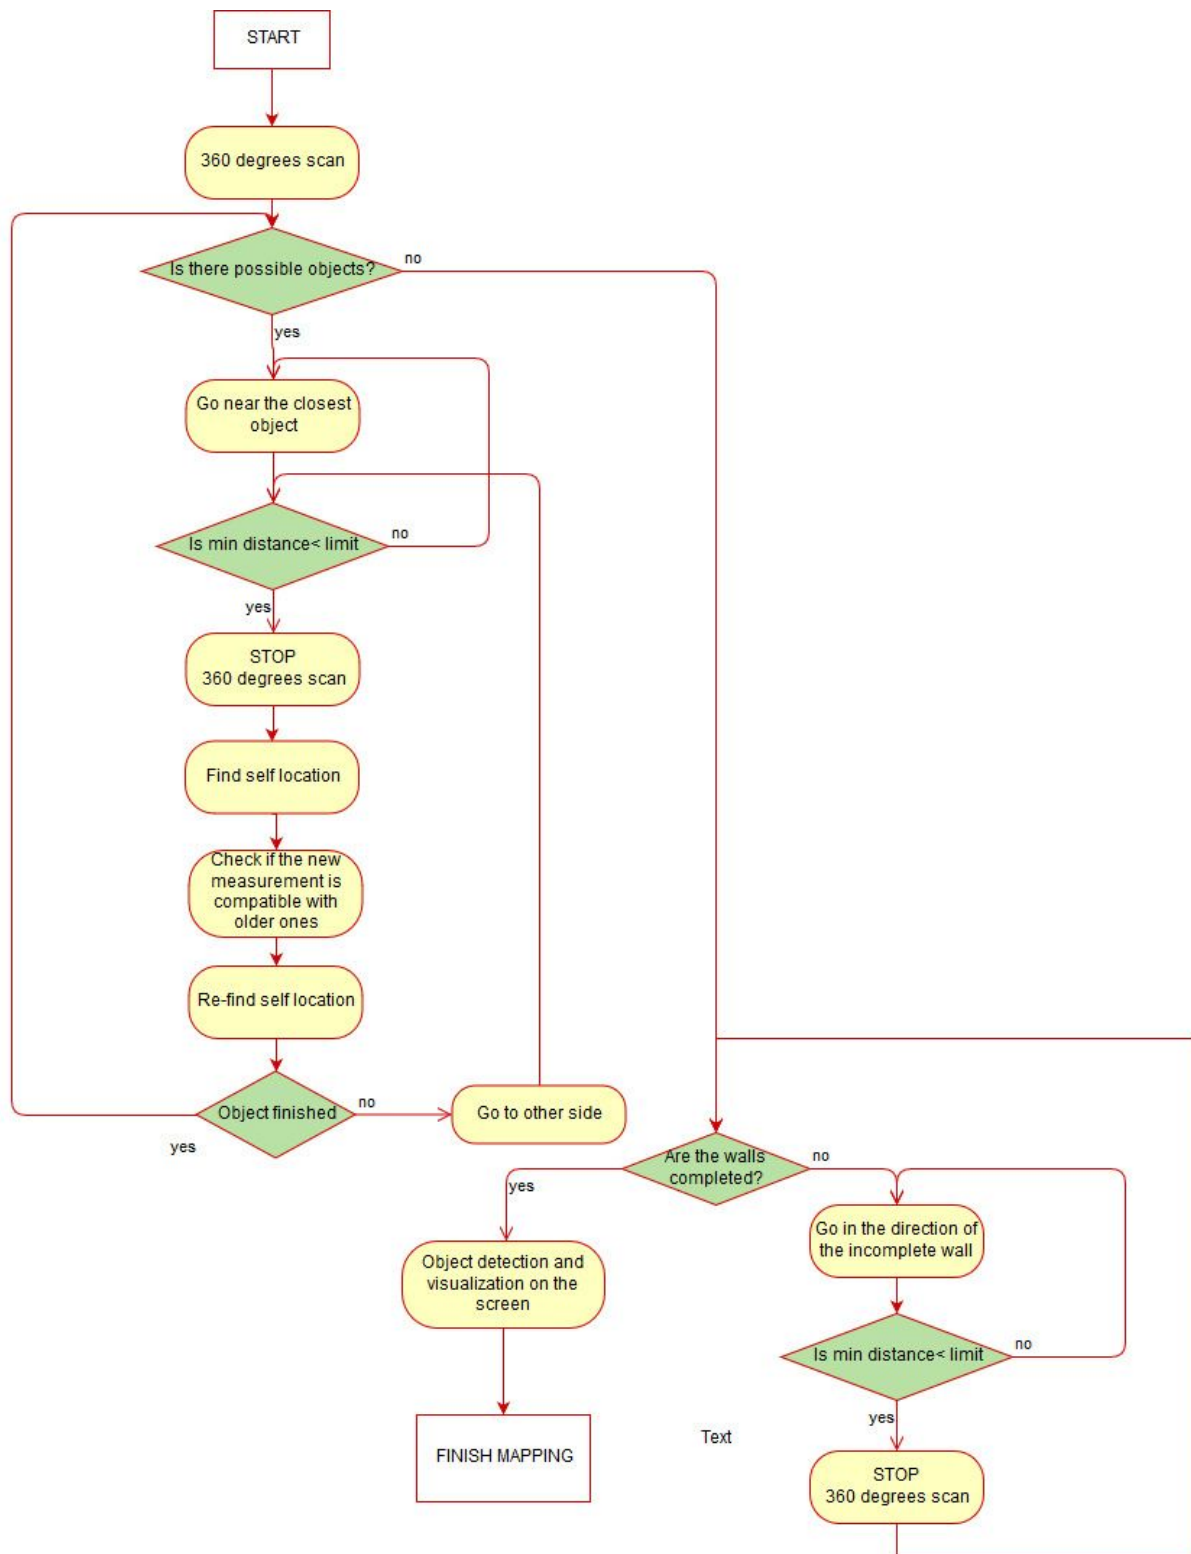 START
360 degrees scan
Is there possible objects?
no
yes
Go near the closest
object
Is min distance< limit
no
yes
STOP
360 degrees scan
Find self location
Check if the new
measurement is
compatible with
older ones
Re-find self location
Object finished
no
yes
Go to other side
Are the walls
completed?
no
yes
Go in the direction of
the incomplete wall
Object detection and
visualization on the
screen
Is min distance< limit
no
yes
FINISH MAPPING
Text
STOP
360 degrees scan